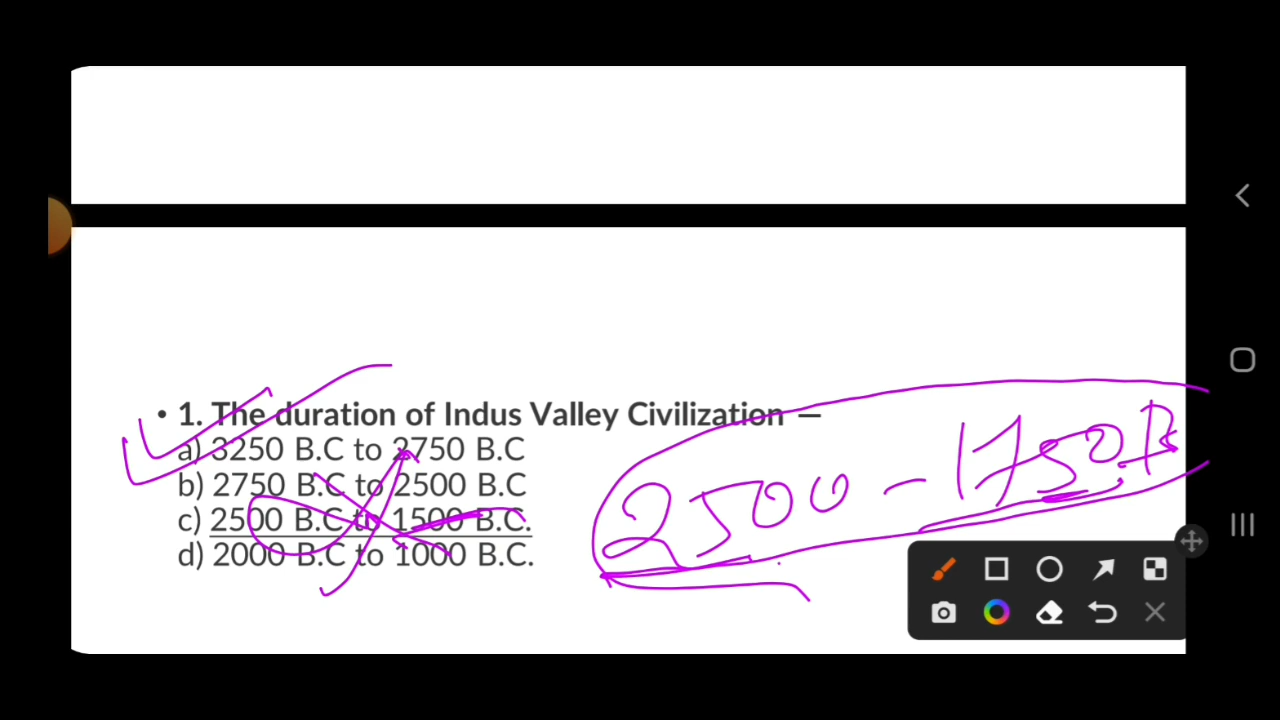 • 1. The duration of Indus Valley Civilization —
a) 3250 B.C to 2750 B.C
b) 2750 B.C to 2500 B.C
c) 2500 B.C to 1500 B.C.
d) 2000 B.C to 1000 B.C.
2500 - 1750 B